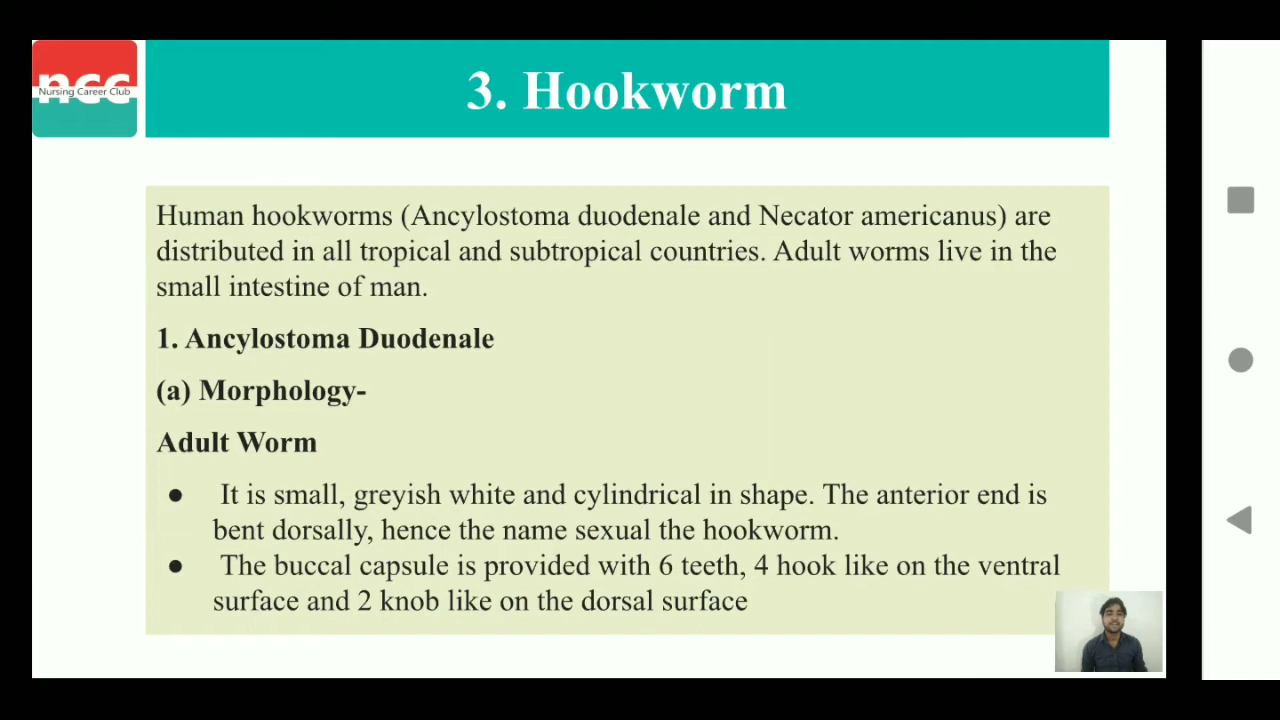 ncc
Nursing Career Club
3. Hookworm
Human hookworms (Ancylostoma duodenale and Necator americanus) are
distributed in all tropical and subtropical countries. Adult worms live in the
small intestine of man.
1. Ancylostoma Duodenale
(a) Morphology-
Adult Worm
● It is small, greyish white and cylindrical in shape. The anterior end is
bent dorsally, hence the name sexual the hookworm.
● The buccal capsule is provided with 6 teeth, 4 hook like on the ventral
surface and 2 knob like on the dorsal surface